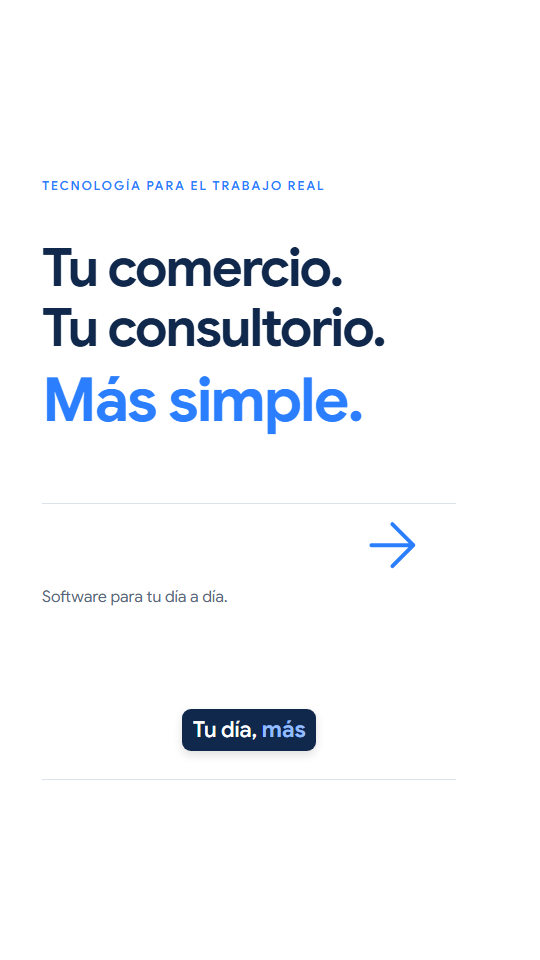 TECNOLOGÍA PARA EL TRABAJO REAL
Tu comercio.
Tu consultorio.
Más simple.
Software para tu día a día.
Tu día, más